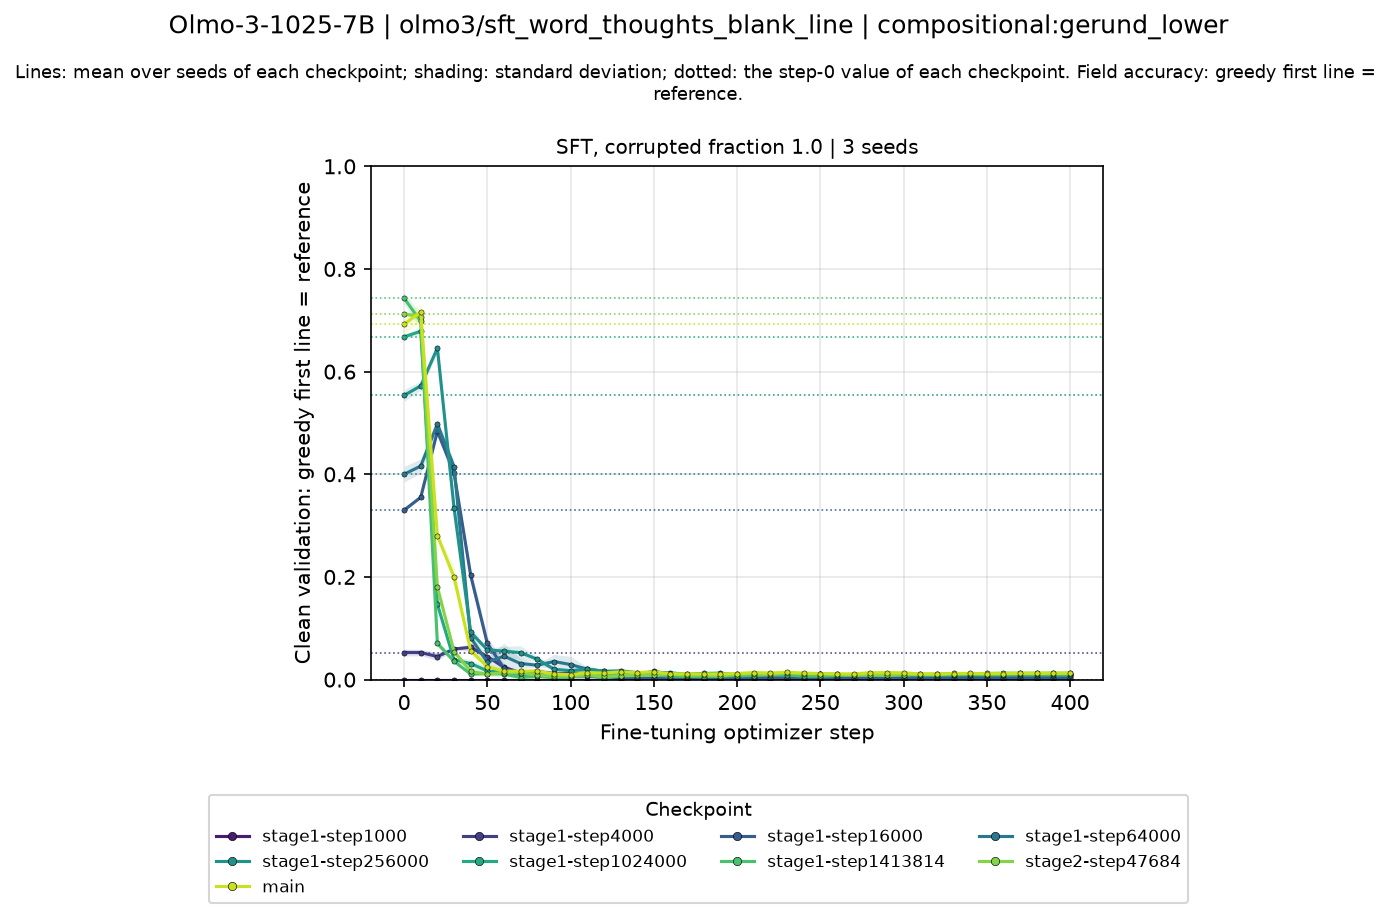 Olmo-3-1025-7B | olmo3/sft_word_thoughts_blank_line | compositional:gerund_lower
Lines: mean over seeds of each checkpoint; shading: standard deviation; dotted: the step-0 value of each checkpoint. Field accuracy: greedy first line =
reference.
SFT, corrupted fraction 1.0 | 3 seeds
Clean validation: greedy first line = reference
1.0
0.8
0.6
0.4
0.2
0.0
0 50 100 150 200 250 300 350 400
Fine-tuning optimizer step
Checkpoint
stage1-step1000 stage1-step4000 stage1-step16000 stage1-step64000
stage1-step256000 stage1-step1024000 stage1-step1413814 stage2-step47684
main